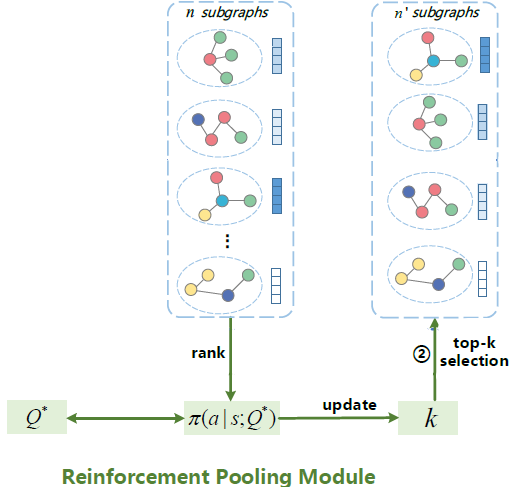 n subgraphs
n' subgraphs
⋮
rank
② top-k
selection
Q*
π(a | s; Q*)
update
k
Reinforcement Pooling Module